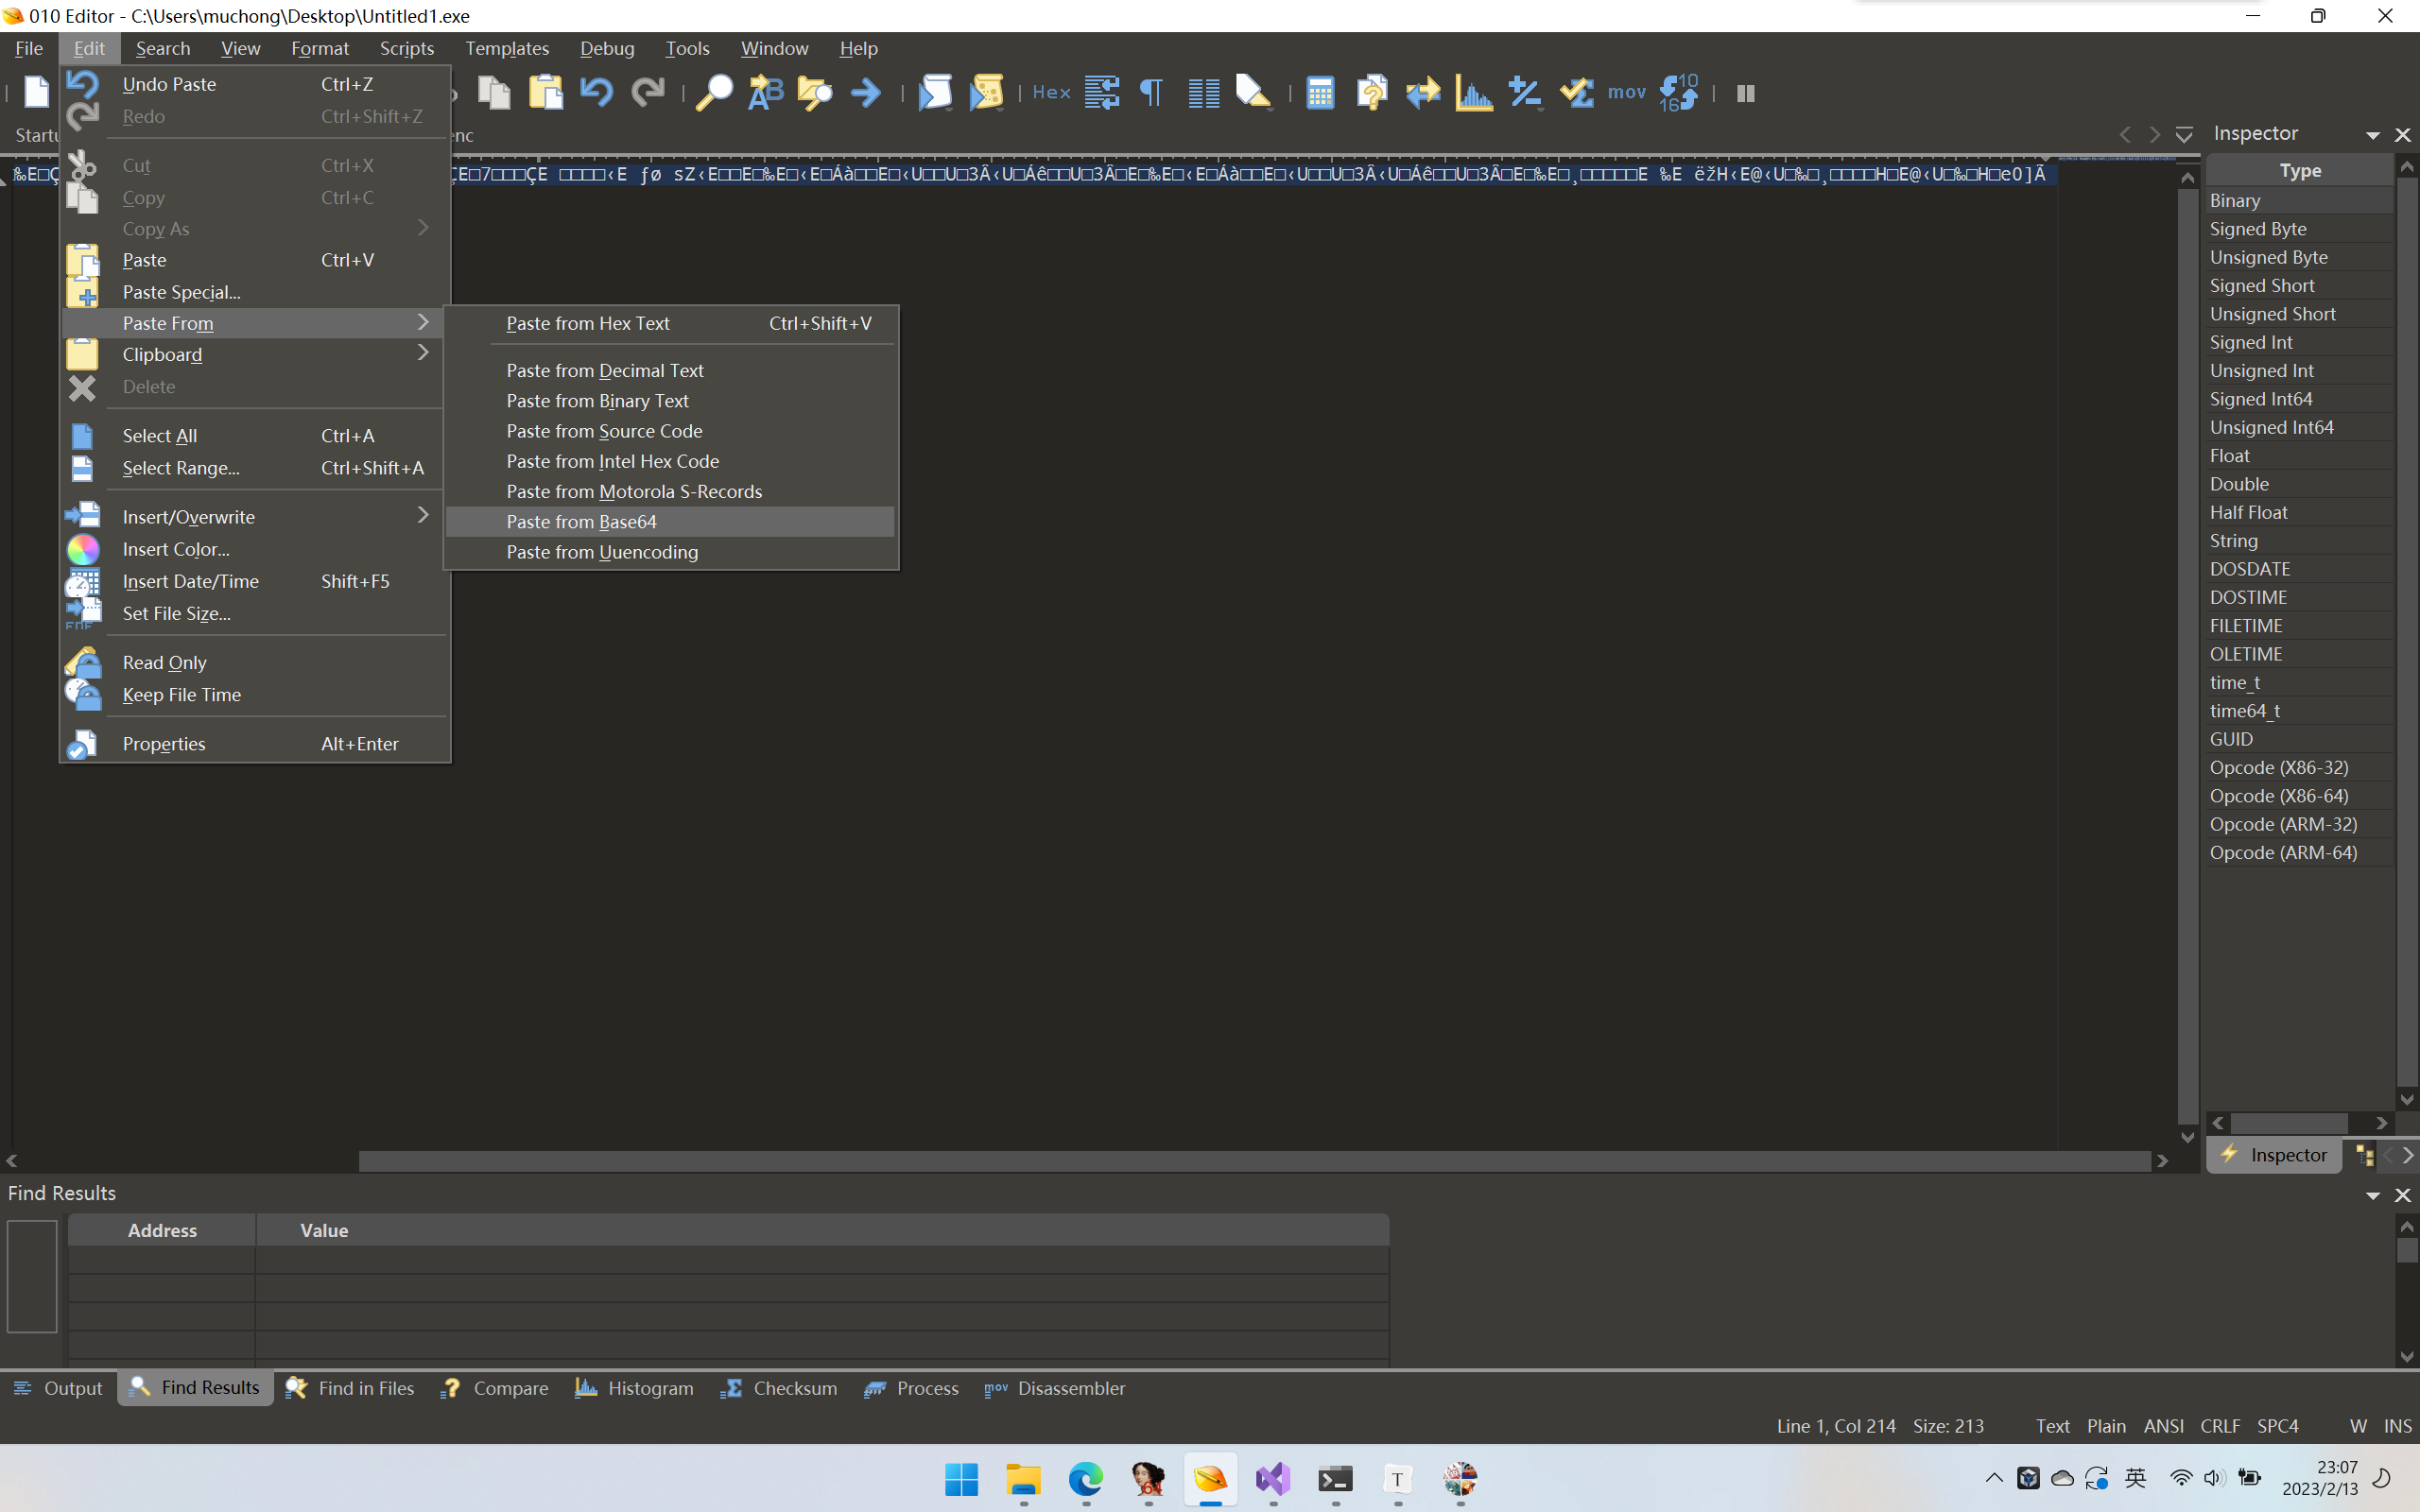 010 Editor - C:\Users\muchong\Desktop\Untitled1.exe
File Edit Search View Format Scripts Templates Debug Tools Window Help
Hex mov
Inspector
Undo Paste Ctrl+Z
Redo Ctrl+Shift+Z
Cut Ctrl+X
Copy Ctrl+C
Copy As
Paste Ctrl+V
Paste Special...
Paste From
Clipboard
Delete
Select All Ctrl+A
Select Range... Ctrl+Shift+A
Insert/Overwrite
Insert Color...
Insert Date/Time Shift+F5
Set File Size...
Read Only
Keep File Time
Properties Alt+Enter
Paste from Hex Text Ctrl+Shift+V
Paste from Decimal Text
Paste from Binary Text
Paste from Source Code
Paste from Intel Hex Code
Paste from Motorola S-Records
Paste from Base64
Paste from Uuencoding
Type
Binary
Signed Byte
Unsigned Byte
Signed Short
Unsigned Short
Signed Int
Unsigned Int
Signed Int64
Unsigned Int64
Float
Double
Half Float
String
DOSDATE
DOSTIME
FILETIME
OLETIME
time_t
time64_t
GUID
Opcode (X86-32)
Opcode (X86-64)
Opcode (ARM-32)
Opcode (ARM-64)
Inspector
Find Results
Address Value
Output Find Results Find in Files Compare Histogram Checksum Process Disassembler
Line 1, Col 214 Size: 213 Text Plain ANSI CRLF SPC4 W INS
英
23:07
2023/2/13